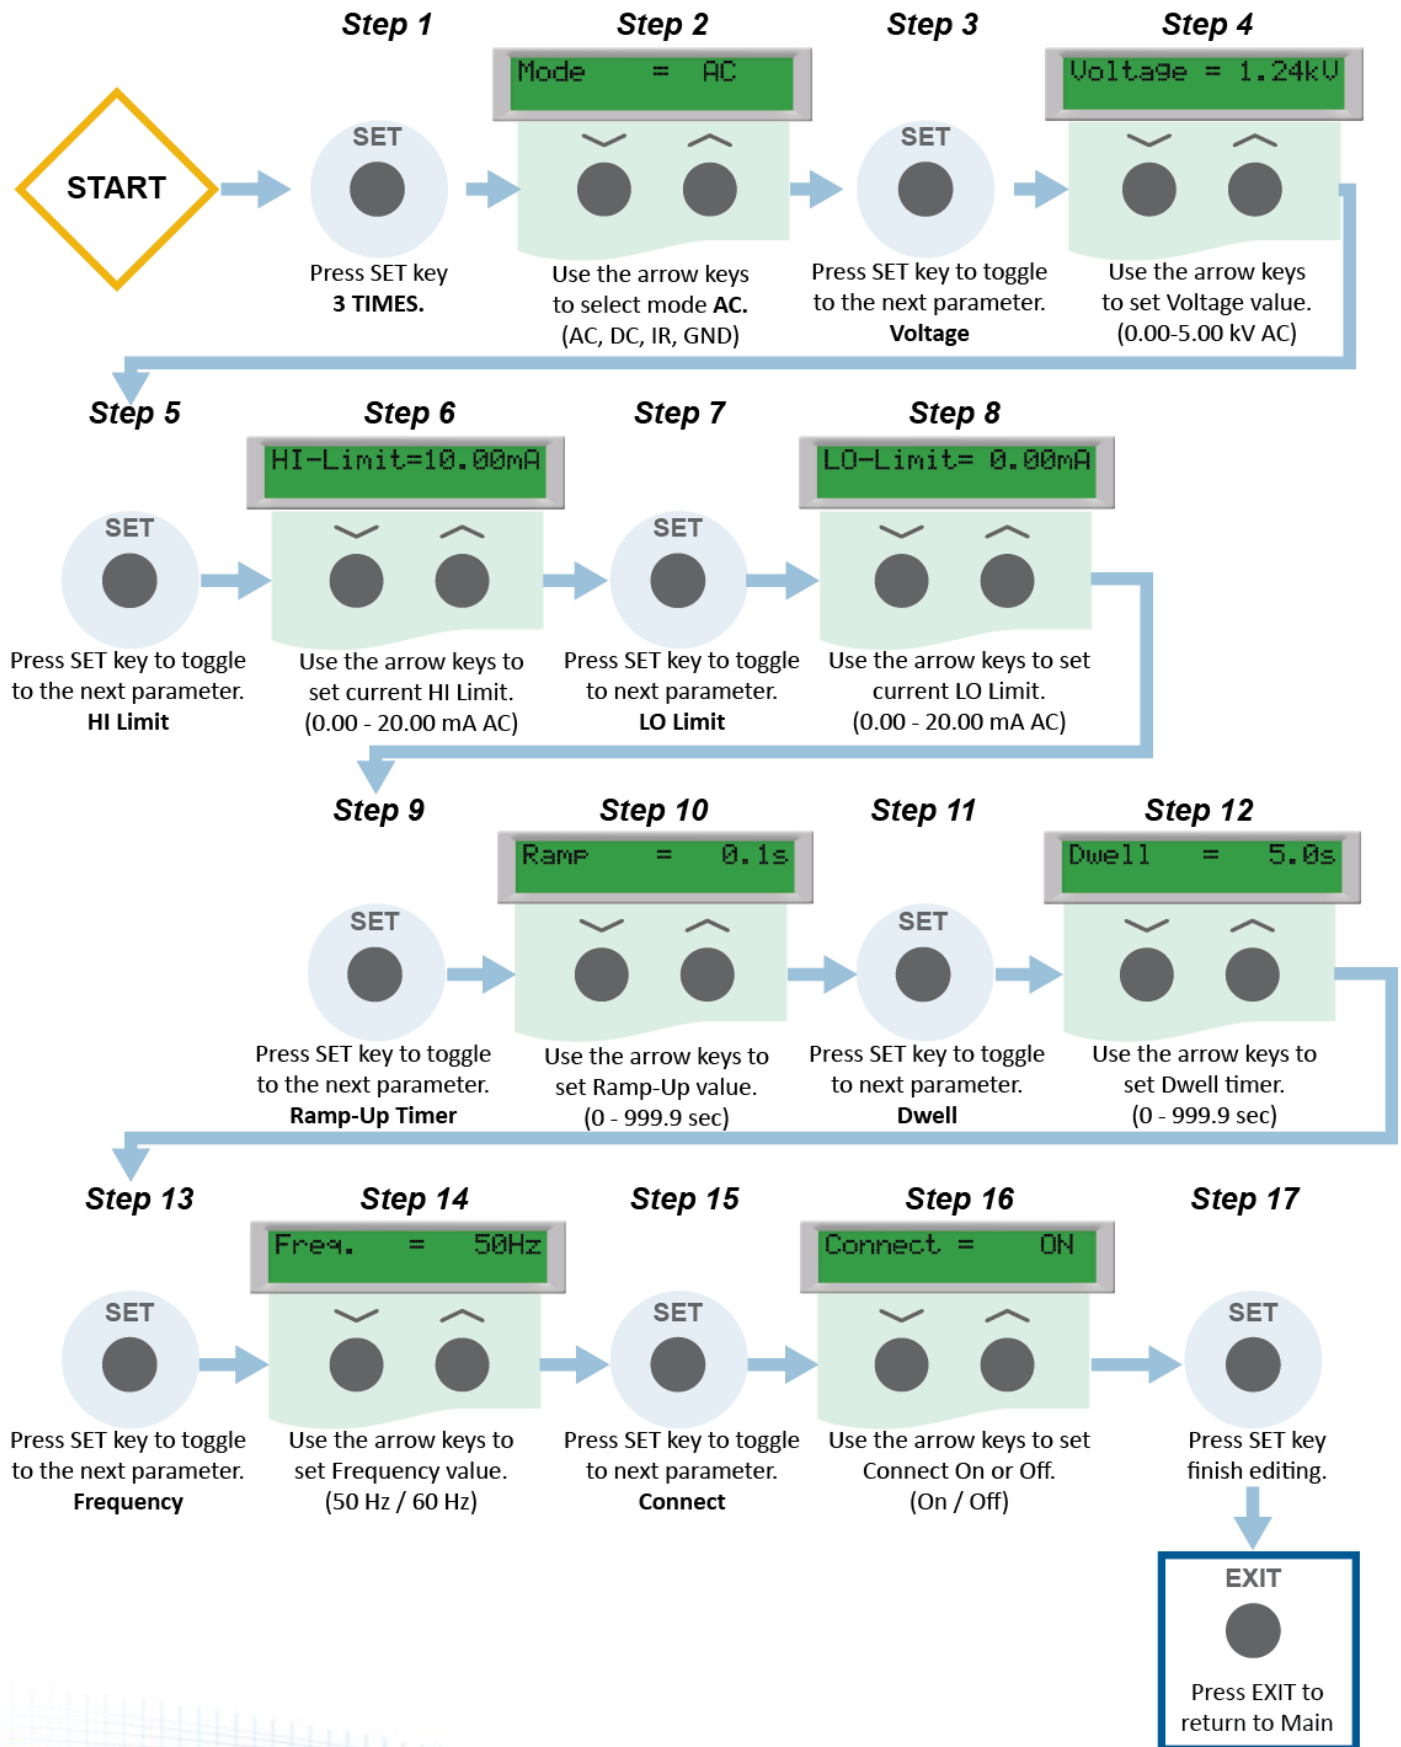 Step 1
Step 2
Step 3
Step 4
Mode = AC
Voltage = 1.24kV
START
SET
SET
Press SET key
3 TIMES.
Use the arrow keys
to select mode AC.
(AC, DC, IR, GND)
Press SET key to toggle
to the next parameter.
Voltage
Use the arrow keys
to set Voltage value.
(0.00-5.00 kV AC)
Step 5
Step 6
Step 7
Step 8
HI-Limit=10.00mA
LO-Limit= 0.00mA
SET
SET
Press SET key to toggle
to the next parameter.
HI Limit
Use the arrow keys to
set current HI Limit.
(0.00 - 20.00 mA AC)
Press SET key to toggle
to next parameter.
LO Limit
Use the arrow keys to set
current LO Limit.
(0.00 - 20.00 mA AC)
Step 9
Step 10
Step 11
Step 12
Ramp = 0.1s
Dwell = 5.0s
SET
SET
Press SET key to toggle
to the next parameter.
Ramp-Up Timer
Use the arrow keys to
set Ramp-Up value.
(0 - 999.9 sec)
Press SET key to toggle
to next parameter.
Dwell
Use the arrow keys to
set Dwell timer.
(0 - 999.9 sec)
Step 13
Step 14
Step 15
Step 16
Step 17
Freq. = 50Hz
Connect = ON
SET
SET
SET
Press SET key to toggle
to the next parameter.
Frequency
Use the arrow keys to
set Frequency value.
(50 Hz / 60 Hz)
Press SET key to toggle
to next parameter.
Connect
Use the arrow keys to set
Connect On or Off.
(On / Off)
Press SET key
finish editing.
EXIT
Press EXIT to
return to Main